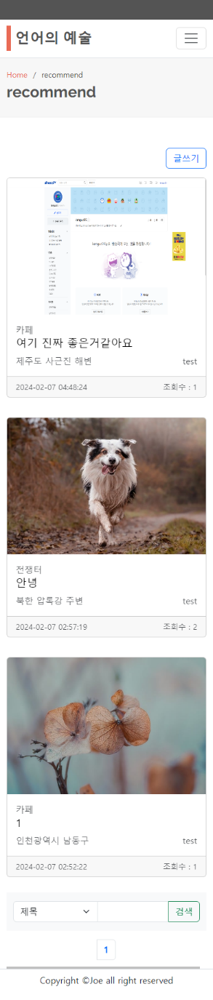 언어의 예술
Home / recommend
recommend
글쓰기
카페
여기 진짜 좋은거같아요
제주도 사근진 해변 test
2024-02-07 04:48:24 조회수 : 1
전쟁터
안녕
북한 압록강 주변 test
2024-02-07 02:57:19 조회수 : 2
카페
1
인천광역시 남동구 test
2024-02-07 02:52:22 조회수 : 1
제목 검색
1
Copyright ©Joe all right reserved